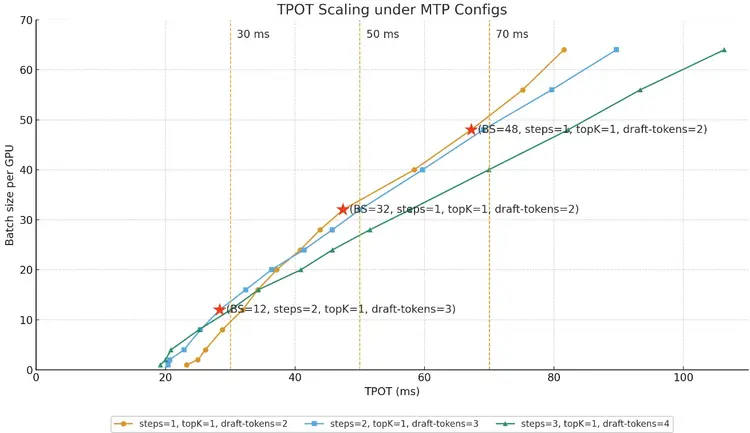 TPOT Scaling under MTP Configs
70
30 ms
50 ms
70 ms
60
50
(BS=48, steps=1, topK=1, draft-tokens=2)
40
Batch size per GPU
(BS=32, steps=1, topK=1, draft-tokens=2)
30
20
(BS=12, steps=2, topK=1, draft-tokens=3)
10
0
0 20 40 60 80 100
TPOT (ms)
steps=1, topK=1, draft-tokens=2 steps=2, topK=1, draft-tokens=3 steps=3, topK=1, draft-tokens=4